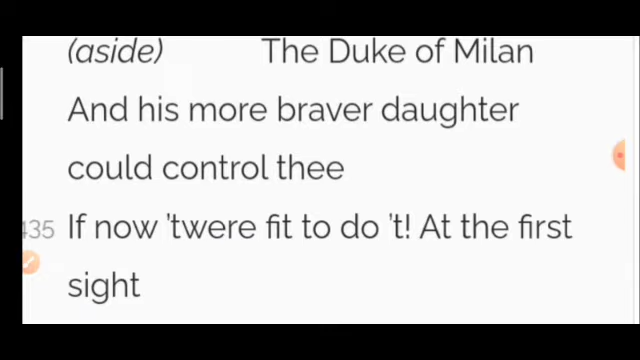 (aside) The Duke of Milan
And his more braver daughter
could control thee
435 If now 'twere fit to do 't! At the first
sight